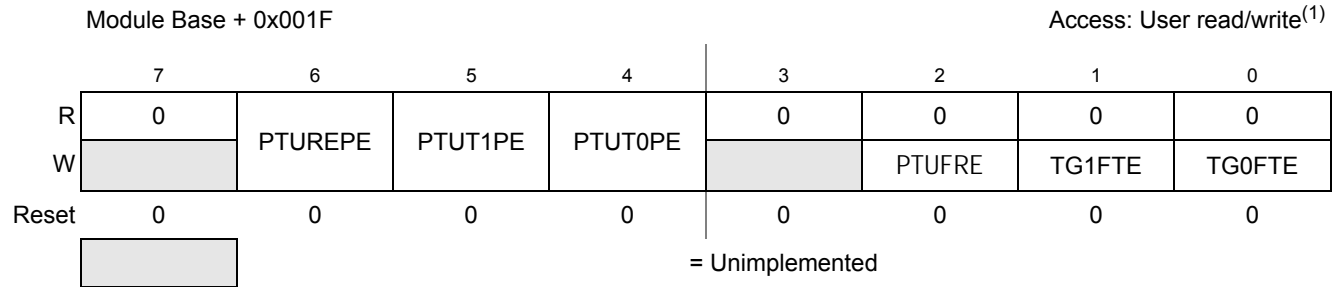 Module Base + 0x001F Access: User read/write(1)
7 6 5 4 3 2 1 0
R 0 PTUREPE PTUT1PE PTUT0PE 0 0 0 0
W PTUFRE TG1FTE TG0FTE
Reset 0 0 0 0 0 0 0 0
= Unimplemented